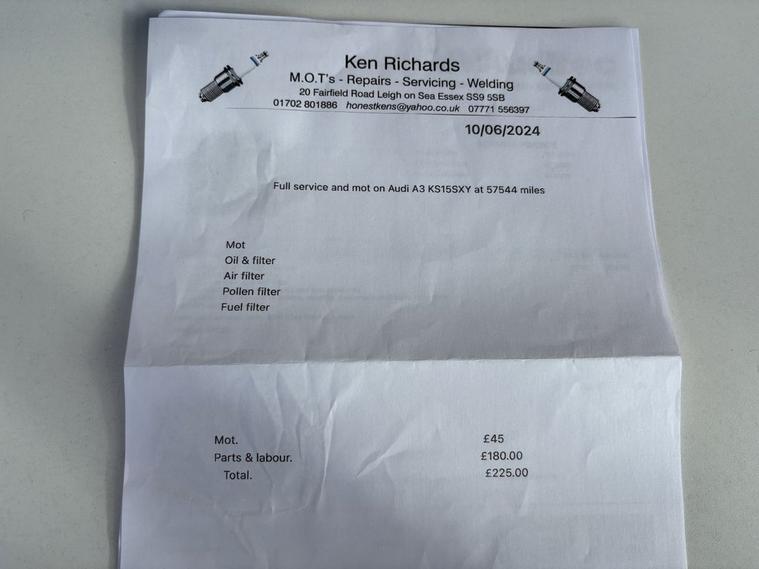 Ken Richards
M.O.T's - Repairs - Servicing - Welding
20 Fairfield Road Leigh on Sea Essex SS9 5SB
01702 801886 honestkens@yahoo.co.uk 07771 556397
10/06/2024
Full service and mot on Audi A3 KS15SXY at 57544 miles
Mot
Oil & filter
Air filter
Pollen filter
Fuel filter
Mot. £45
Parts & labour. £180.00
Total. £225.00